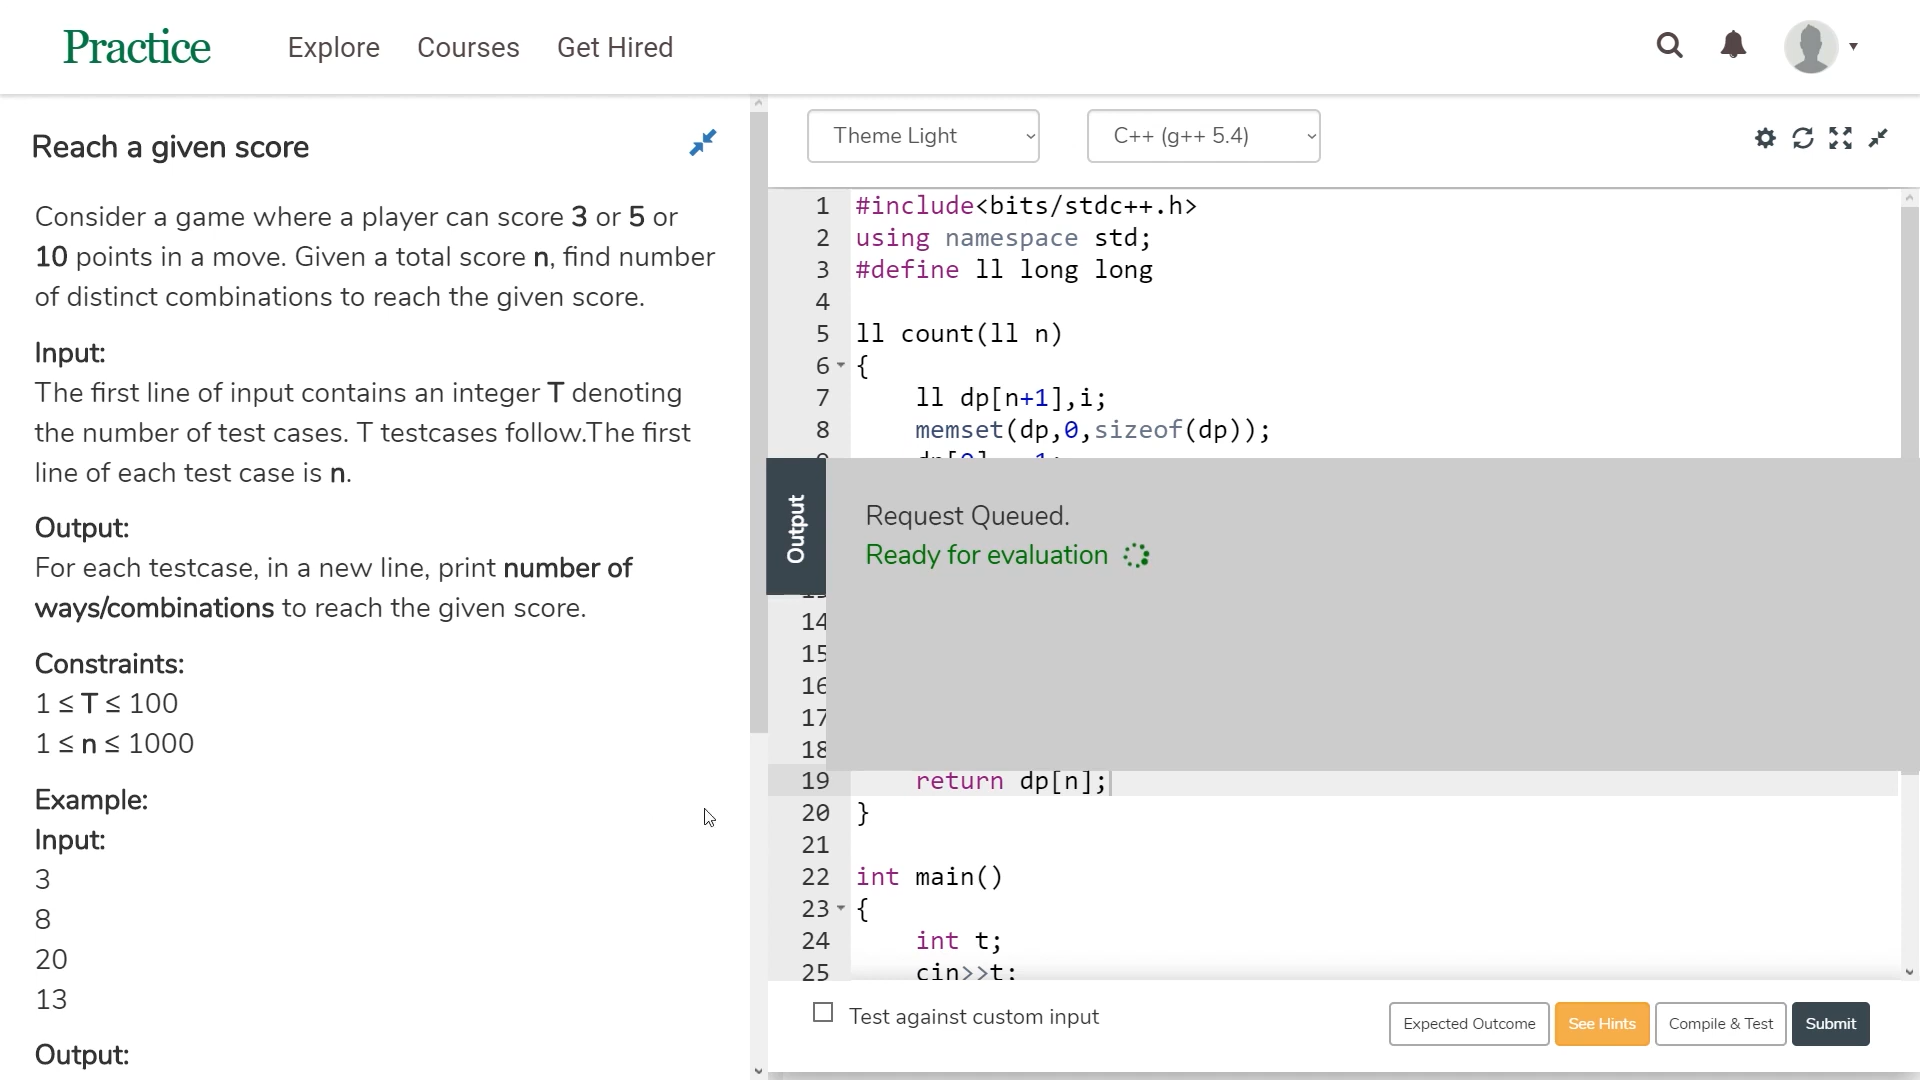 Practice
Explore
Courses
Get Hired
Reach a given score
Consider a game where a player can score 3 or 5 or
10 points in a move. Given a total score n, find number
of distinct combinations to reach the given score.
Input:
The first line of input contains an integer T denoting
the number of test cases. T testcases follow.The first
line of each test case is n.
Output:
For each testcase, in a new line, print number of
ways/combinations to reach the given score.
Constraints:
1 ≤ T ≤ 100
1 ≤ n ≤ 1000
Example:
Input:
3
8
20
13
Output:
Theme Light
C++ (g++ 5.4)
1 #include<bits/stdc++.h>
2 using namespace std;
3 #define ll long long
4
5 ll count(ll n)
6 {
7 ll dp[n+1],i;
8 memset(dp,0,sizeof(dp));
Output
Request Queued.
Ready for evaluation
14
15
16
17
18
19 return dp[n];
20 }
21
22 int main()
23 {
24 int t;
25 cin>>t;
Test against custom input
Expected Outcome
See Hints
Compile & Test
Submit